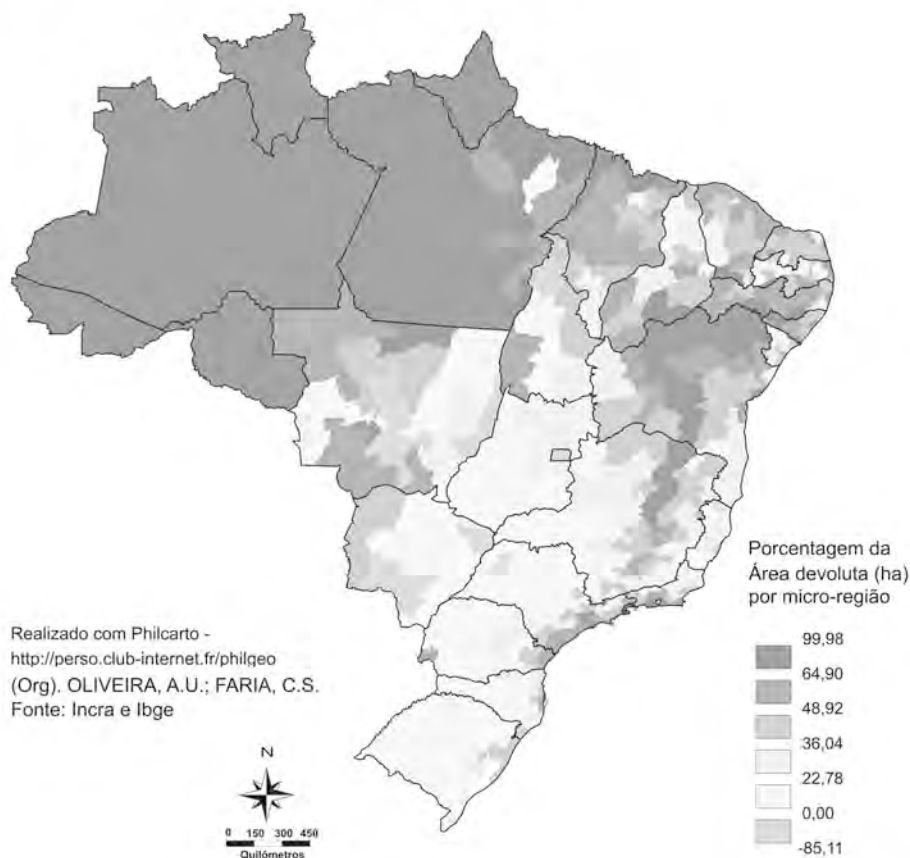 Porcentagem da
Área devoluta (ha)
por micro-região
99,98
64,90
48,92
36,04
22,78
0,00
-85,11
Realizado com Philcarto -
http://perso.club-internet.fr/philgeo
(Org). OLIVEIRA, A.U.; FARIA, C.S.
Fonte: Incra e Ibge
N
0 150 300 450
Quilómetros